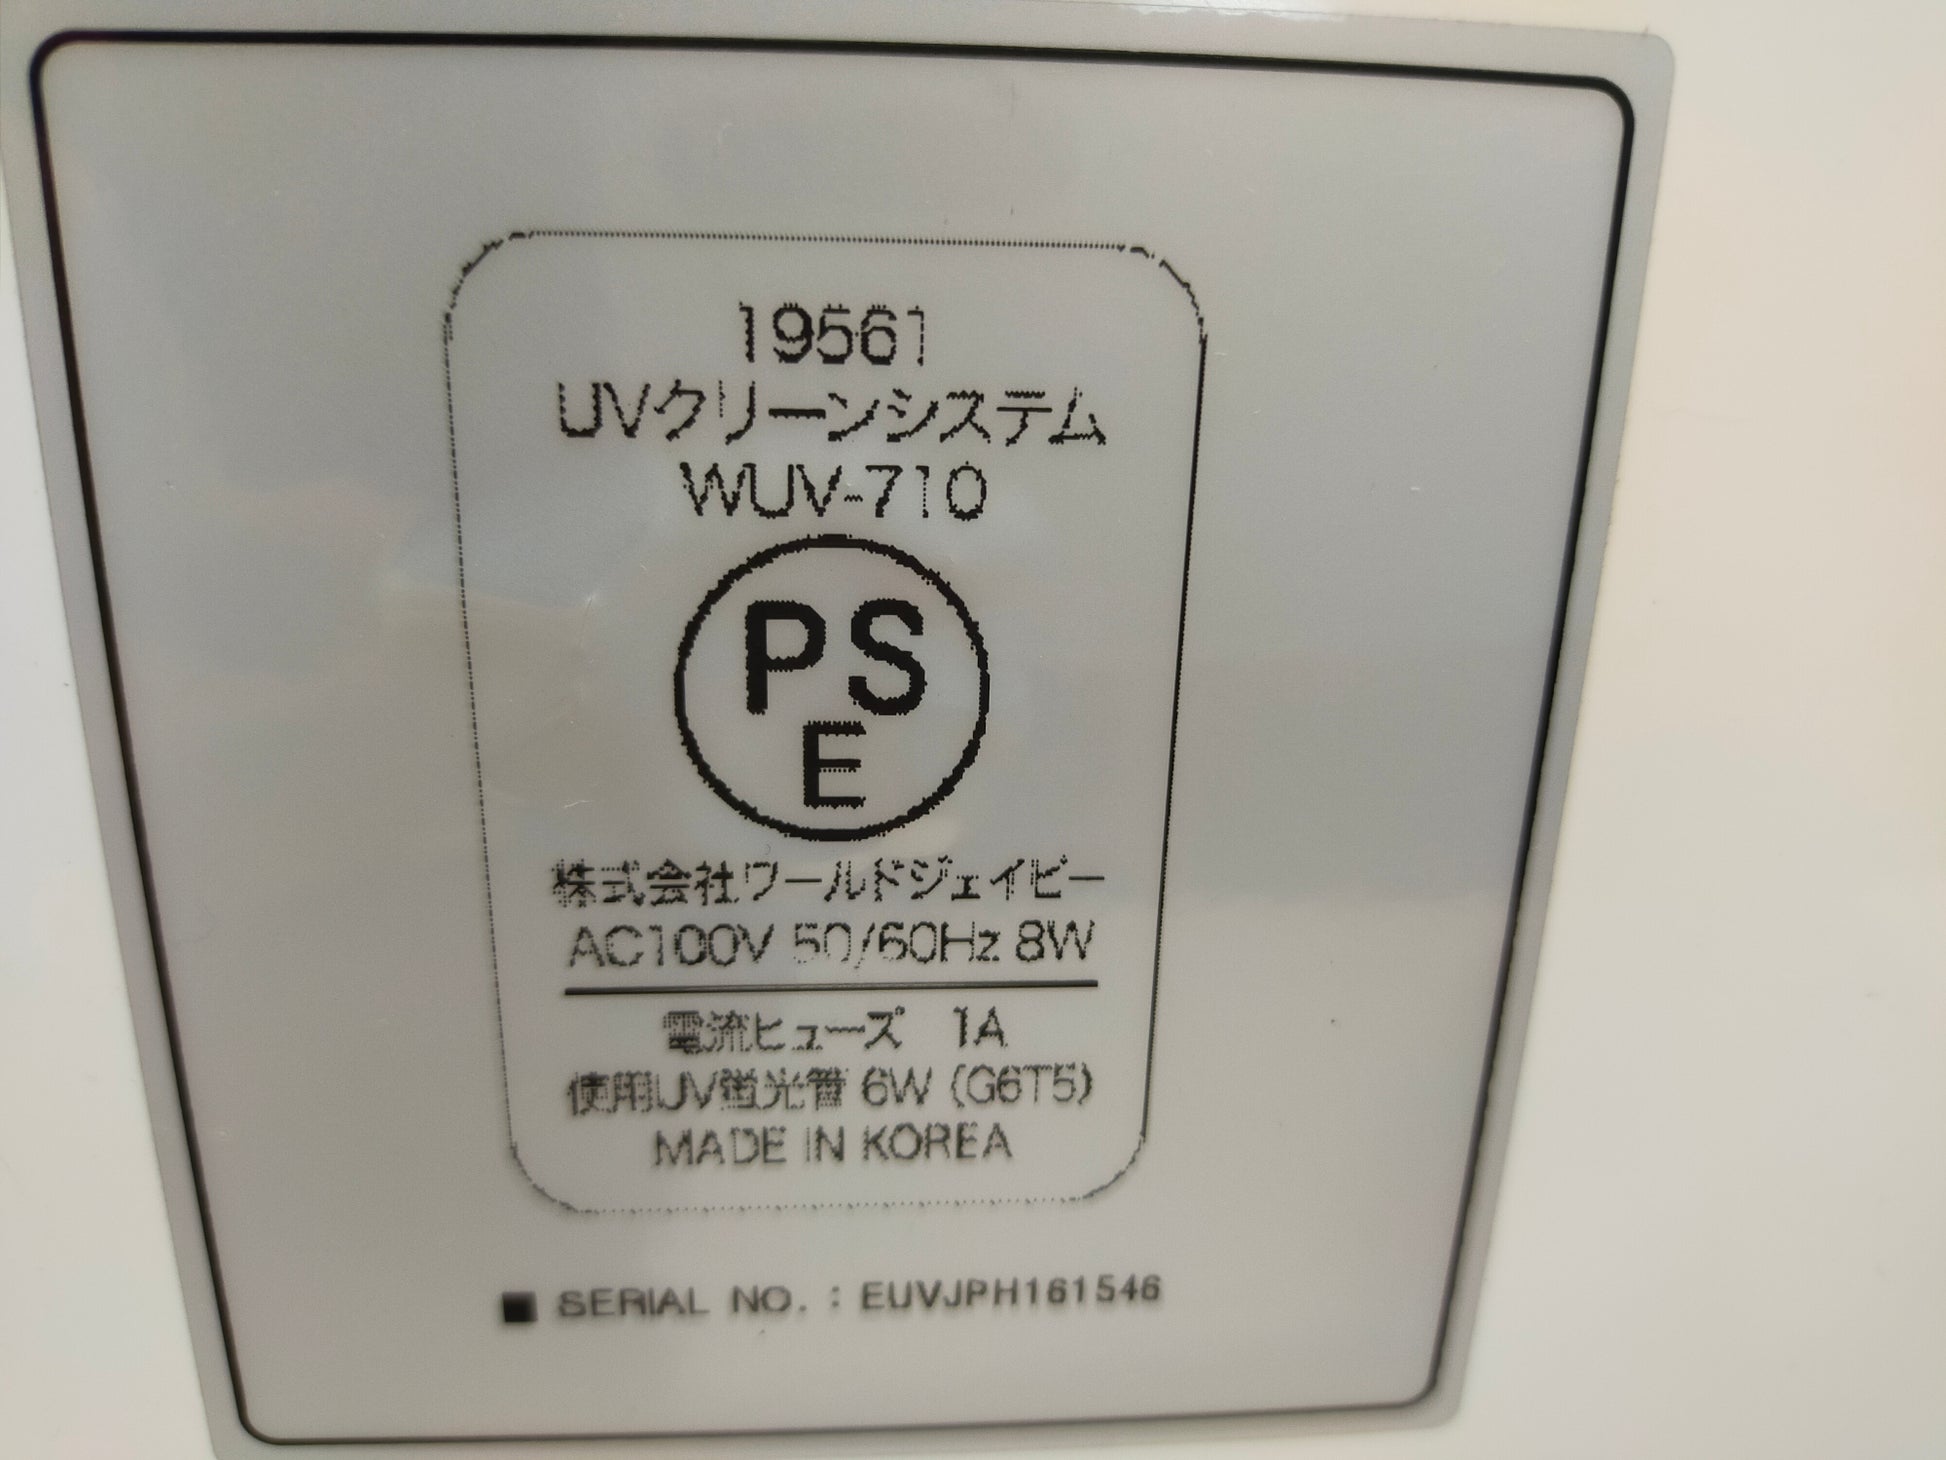 19561
UVクリーンシステム
WUV-710
PS
E
株式会社ワールドジェイビー
AC100V 50/60Hz 8W
電流ヒューズ 1A
使用UV蛍光管 6W (G6T5)
MADE IN KOREA
■ SERIAL NO. : EUVJPH161546